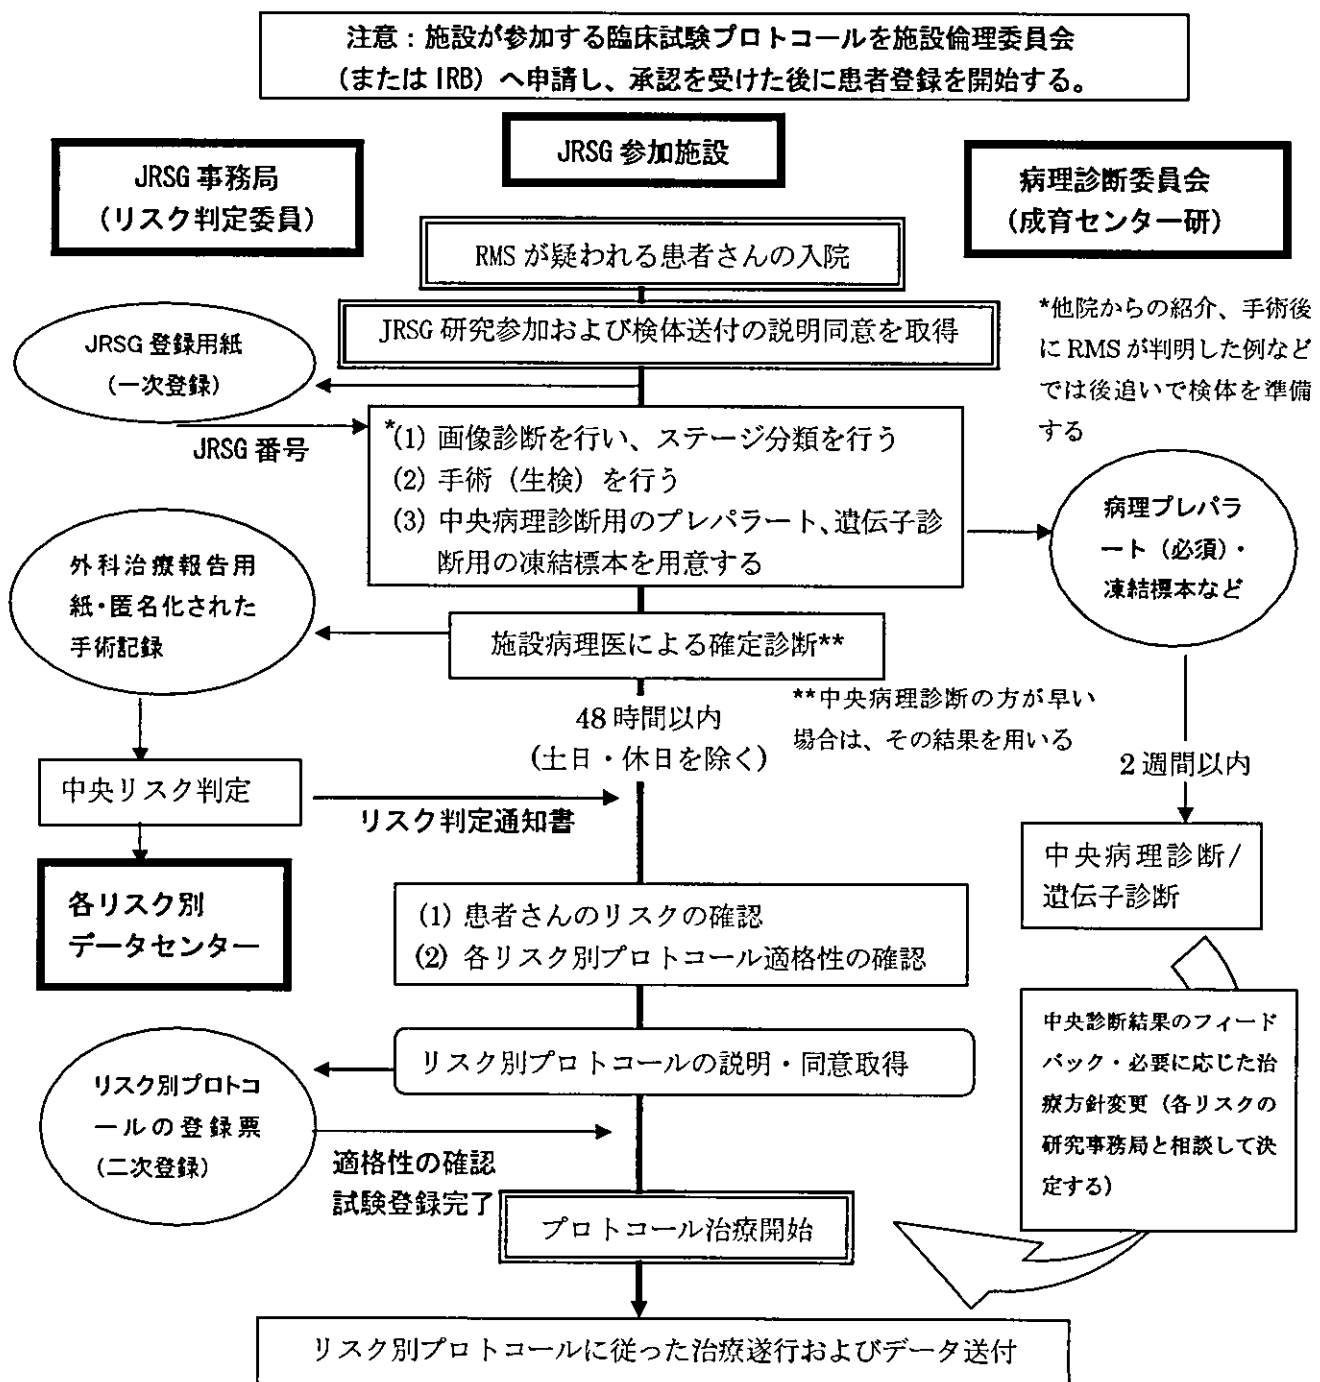 注意：施設が参加する臨床試験プロトコールを施設倫理委員会
（または IRB）へ申請し、承認を受けた後に患者登録を開始する。
JRSG 事務局
（リスク判定委員）
JRSG 参加施設
病理診断委員会
（成育センター研）
RMS が疑われる患者さんの入院
JRSG 研究参加および検体送付の説明同意を取得
*他院からの紹介、手術後
に RMS が判明した例など
では後追いで検体を準備
する
JRSG 登録用紙
（一次登録）
JRSG 番号
*(1) 画像診断を行い、ステージ分類を行う
(2) 手術（生検）を行う
(3) 中央病理診断用のプレパラート、遺伝子診
断用の凍結標本を用意する
病理プレパラ
ート（必須）・
凍結標本など
外科治療報告用
紙・匿名化された
手術記録
施設病理医による確定診断**
**中央病理診断の方が早い
場合は、その結果を用いる
48 時間以内
（土日・休日を除く）
2 週間以内
中央リスク判定
リスク判定通知書
中央病理診断/
遺伝子診断
各リスク別
データセンター
(1) 患者さんのリスクの確認
(2) 各リスク別プロトコール適格性の確認
中央診断結果のフィード
バック・必要に応じた治
療方針変更（各リスクの
研究事務局と相談して決
定する）
リスク別プロトコールの説明・同意取得
リスク別プロトコ
ールの登録票
（二次登録）
適格性の確認
試験登録完了
プロトコール治療開始
リスク別プロトコールに従った治療遂行およびデータ送付